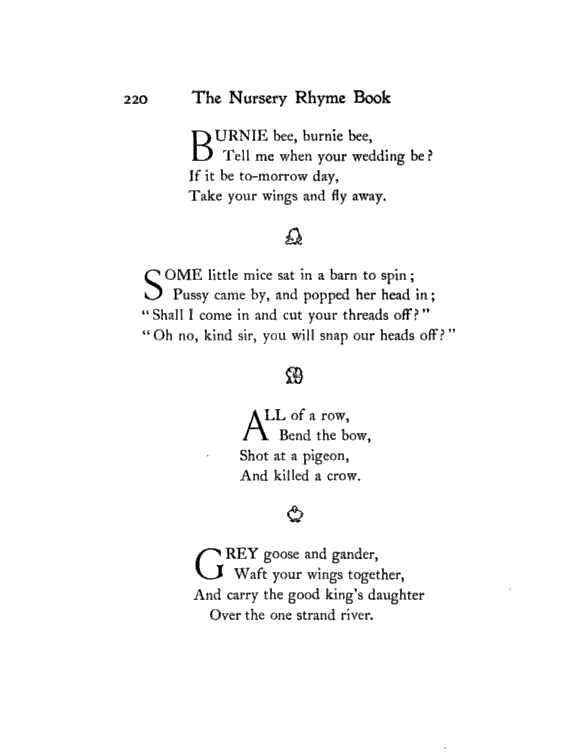 220 The Nursery Rhyme Book
BURNIE bee, burnie bee,
Tell me when your wedding be?
If it be to-morrow day,
Take your wings and fly away.
SOME little mice sat in a barn to spin;
Pussy came by, and popped her head in;
"Shall I come in and cut your threads off?"
"Oh no, kind sir, you will snap our heads off?"
ALL of a row,
Bend the bow,
Shot at a pigeon,
And killed a crow.
GREY goose and gander,
Waft your wings together,
And carry the good king's daughter
Over the one strand river.